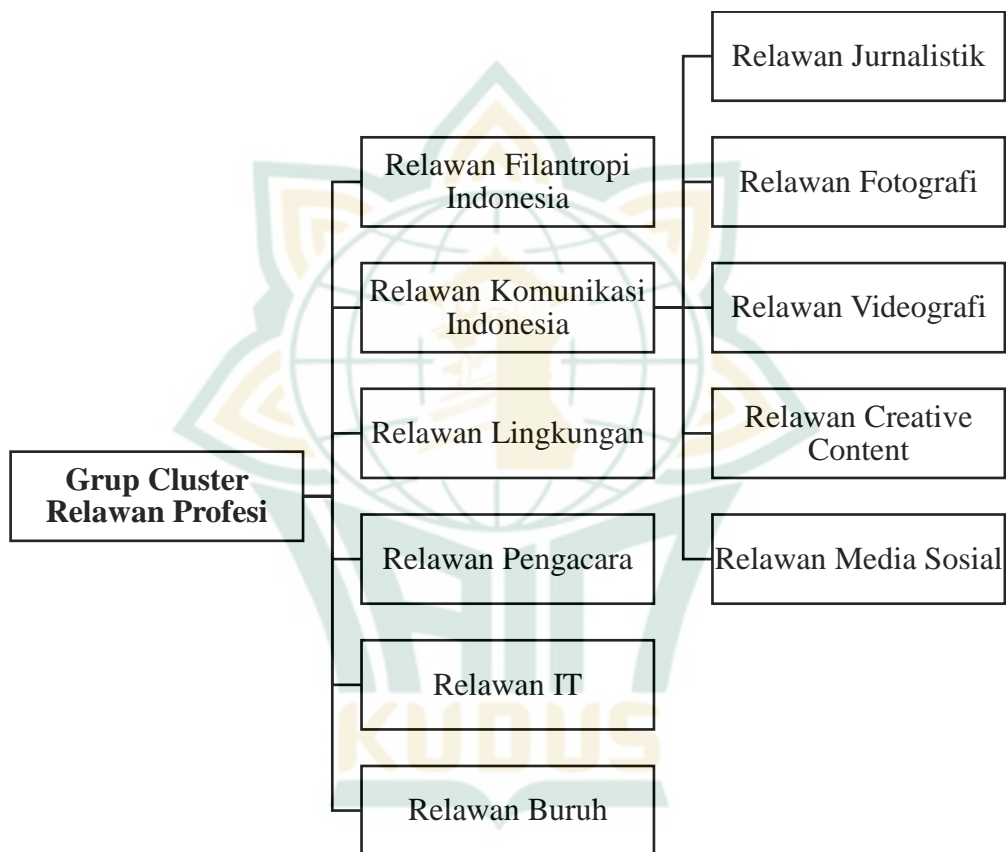 Grup Cluster
Relawan Profesi
Relawan Filantropi
Indonesia
Relawan Komunikasi
Indonesia
Relawan Lingkungan
Relawan Pengacara
Relawan IT
Relawan Buruh
Relawan Jurnalistik
Relawan Fotografi
Relawan Videografi
Relawan Creative
Content
Relawan Media Sosial
KUDUS